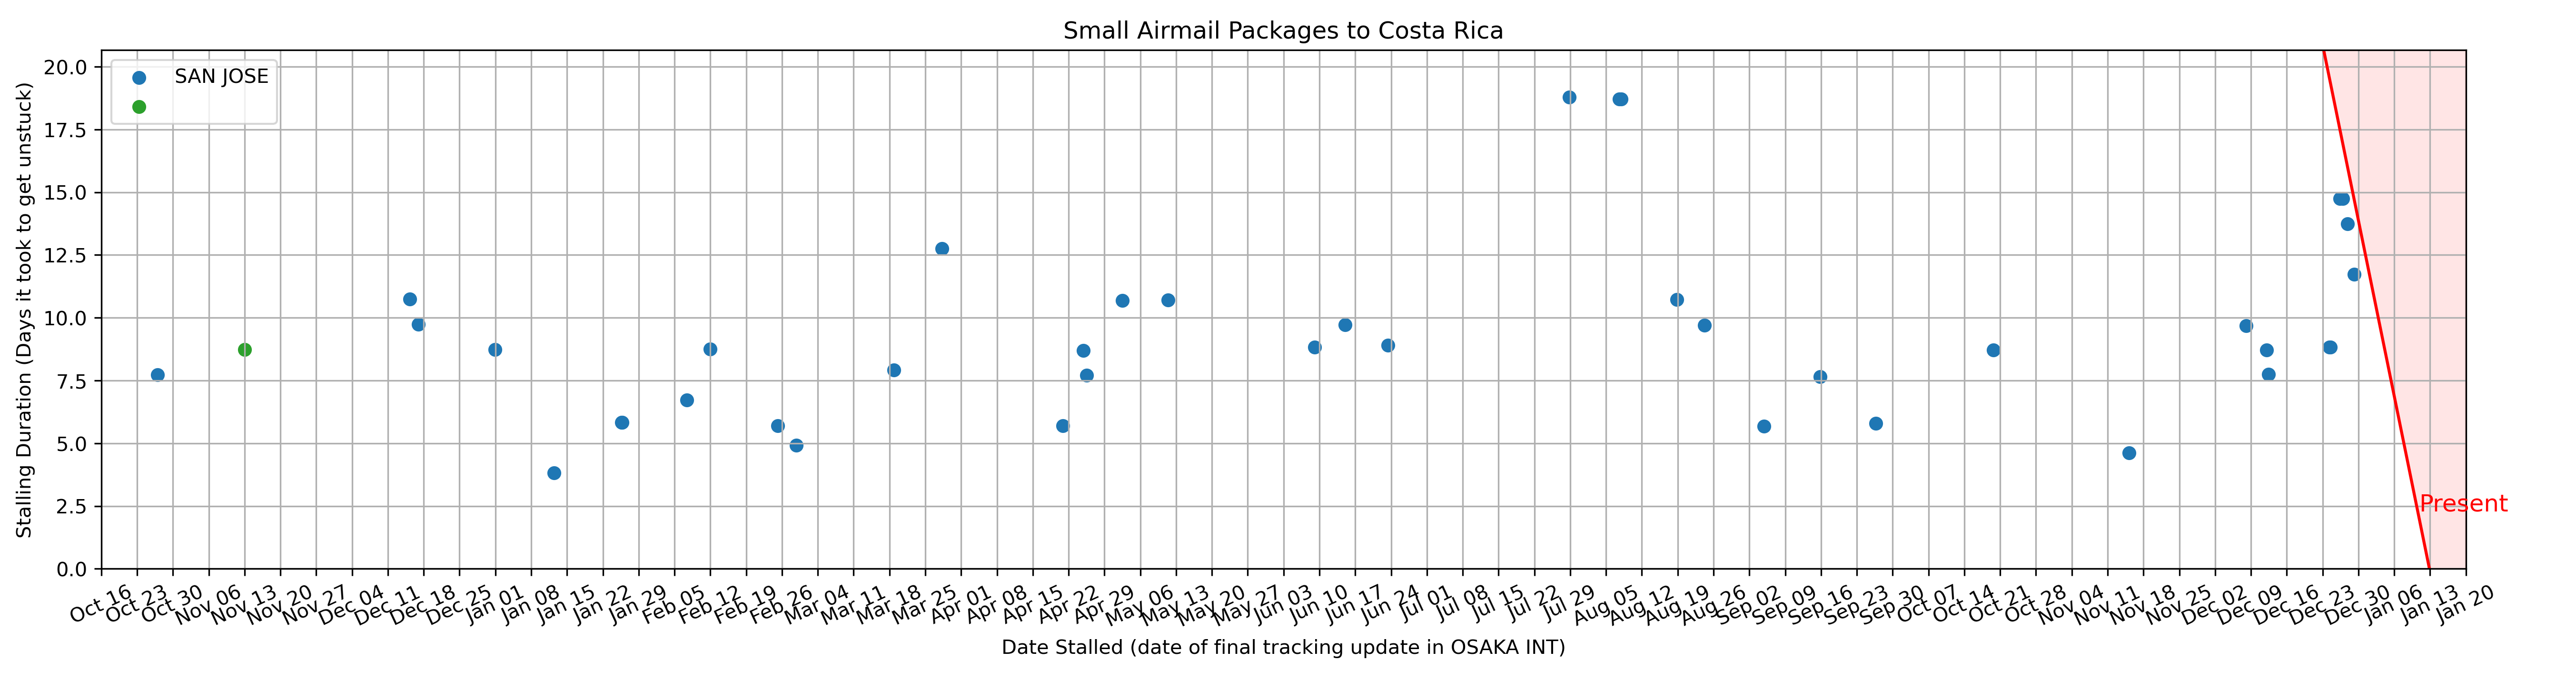 Small Airmail Packages to Costa Rica
SAN JOSE
Stalling Duration (Days it took to get unstuck)
20.0
17.5
15.0
12.5
10.0
7.5
5.0
2.5
0.0
Present
Oct 16 Oct 23 Oct 30 Nov 06 Nov 13 Nov 20 Nov 27 Dec 04 Dec 11 Dec 18 Dec 25 Jan 01 Jan 08 Jan 15 Jan 22 Jan 29 Feb 05 Feb 12 Feb 19 Feb 26 Mar 04 Mar 11 Mar 18 Mar 25 Apr 01 Apr 08 Apr 15 Apr 22 Apr 29 May 06 May 13 May 20 May 27 Jun 03 Jun 10 Jun 17 Jun 24 Jul 01 Jul 08 Jul 15 Jul 22 Jul 29 Aug 05 Aug 12 Aug 19 Aug 26 Sep 02 Sep 09 Sep 16 Sep 23 Sep 30 Oct 07 Oct 14 Oct 21 Oct 28 Nov 04 Nov 11 Nov 18 Nov 25 Dec 02 Dec 09 Dec 16 Dec 23 Dec 30 Jan 06 Jan 13 Jan 20
Date Stalled (date of final tracking update in OSAKA INT)